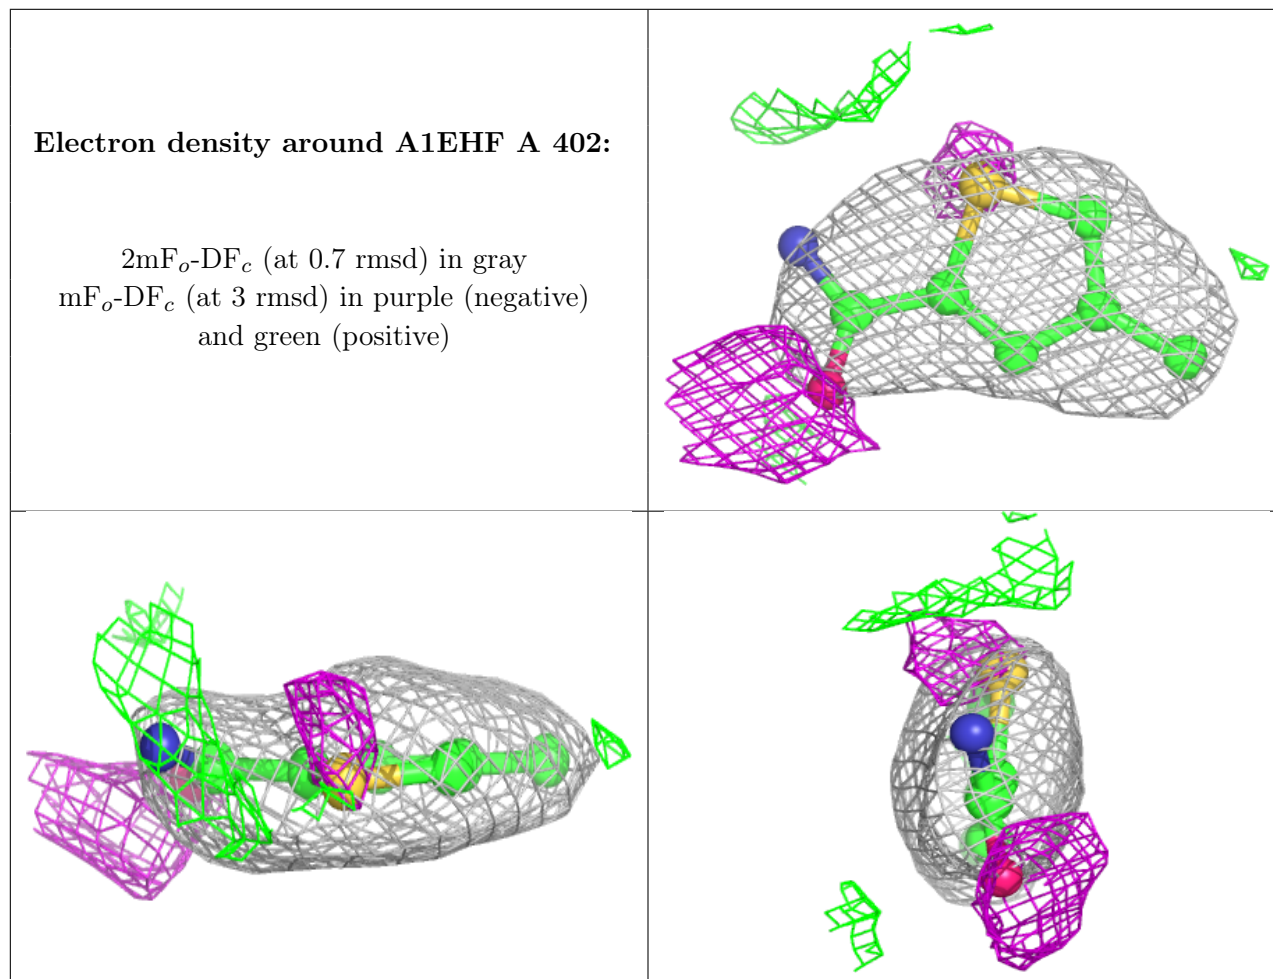 Electron density around A1EHF A 402:
2mFo-DFc (at 0.7 rmsd) in gray
mFo-DFc (at 3 rmsd) in purple (negative)
and green (positive)